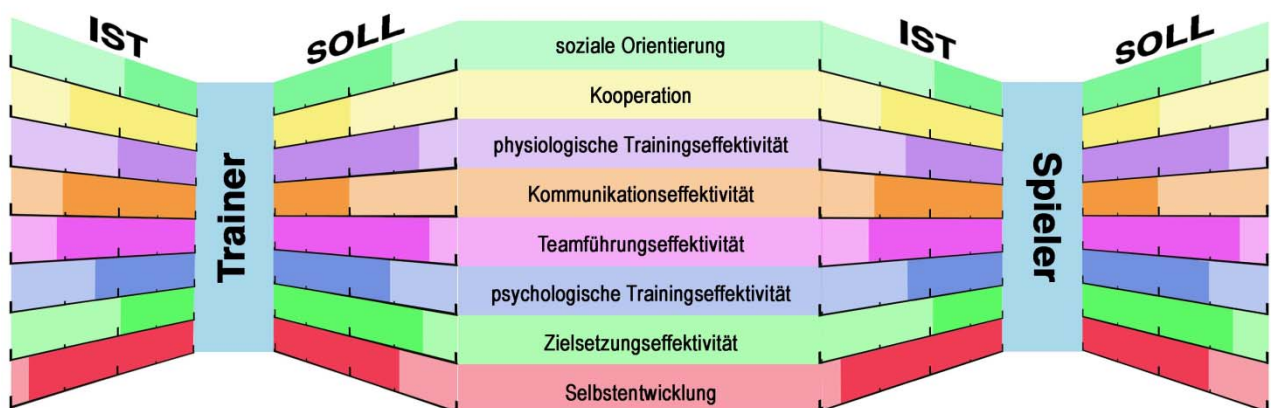 IST
SOLL
IST
SOLL
Trainer
Spieler
soziale Orientierung
Kooperation
physiologische Trainingseffektivität
Kommunikationseffektivität
Teamführungseffektivität
psychologische Trainingseffektivität
Zielsetzungseffektivität
Selbstentwicklung